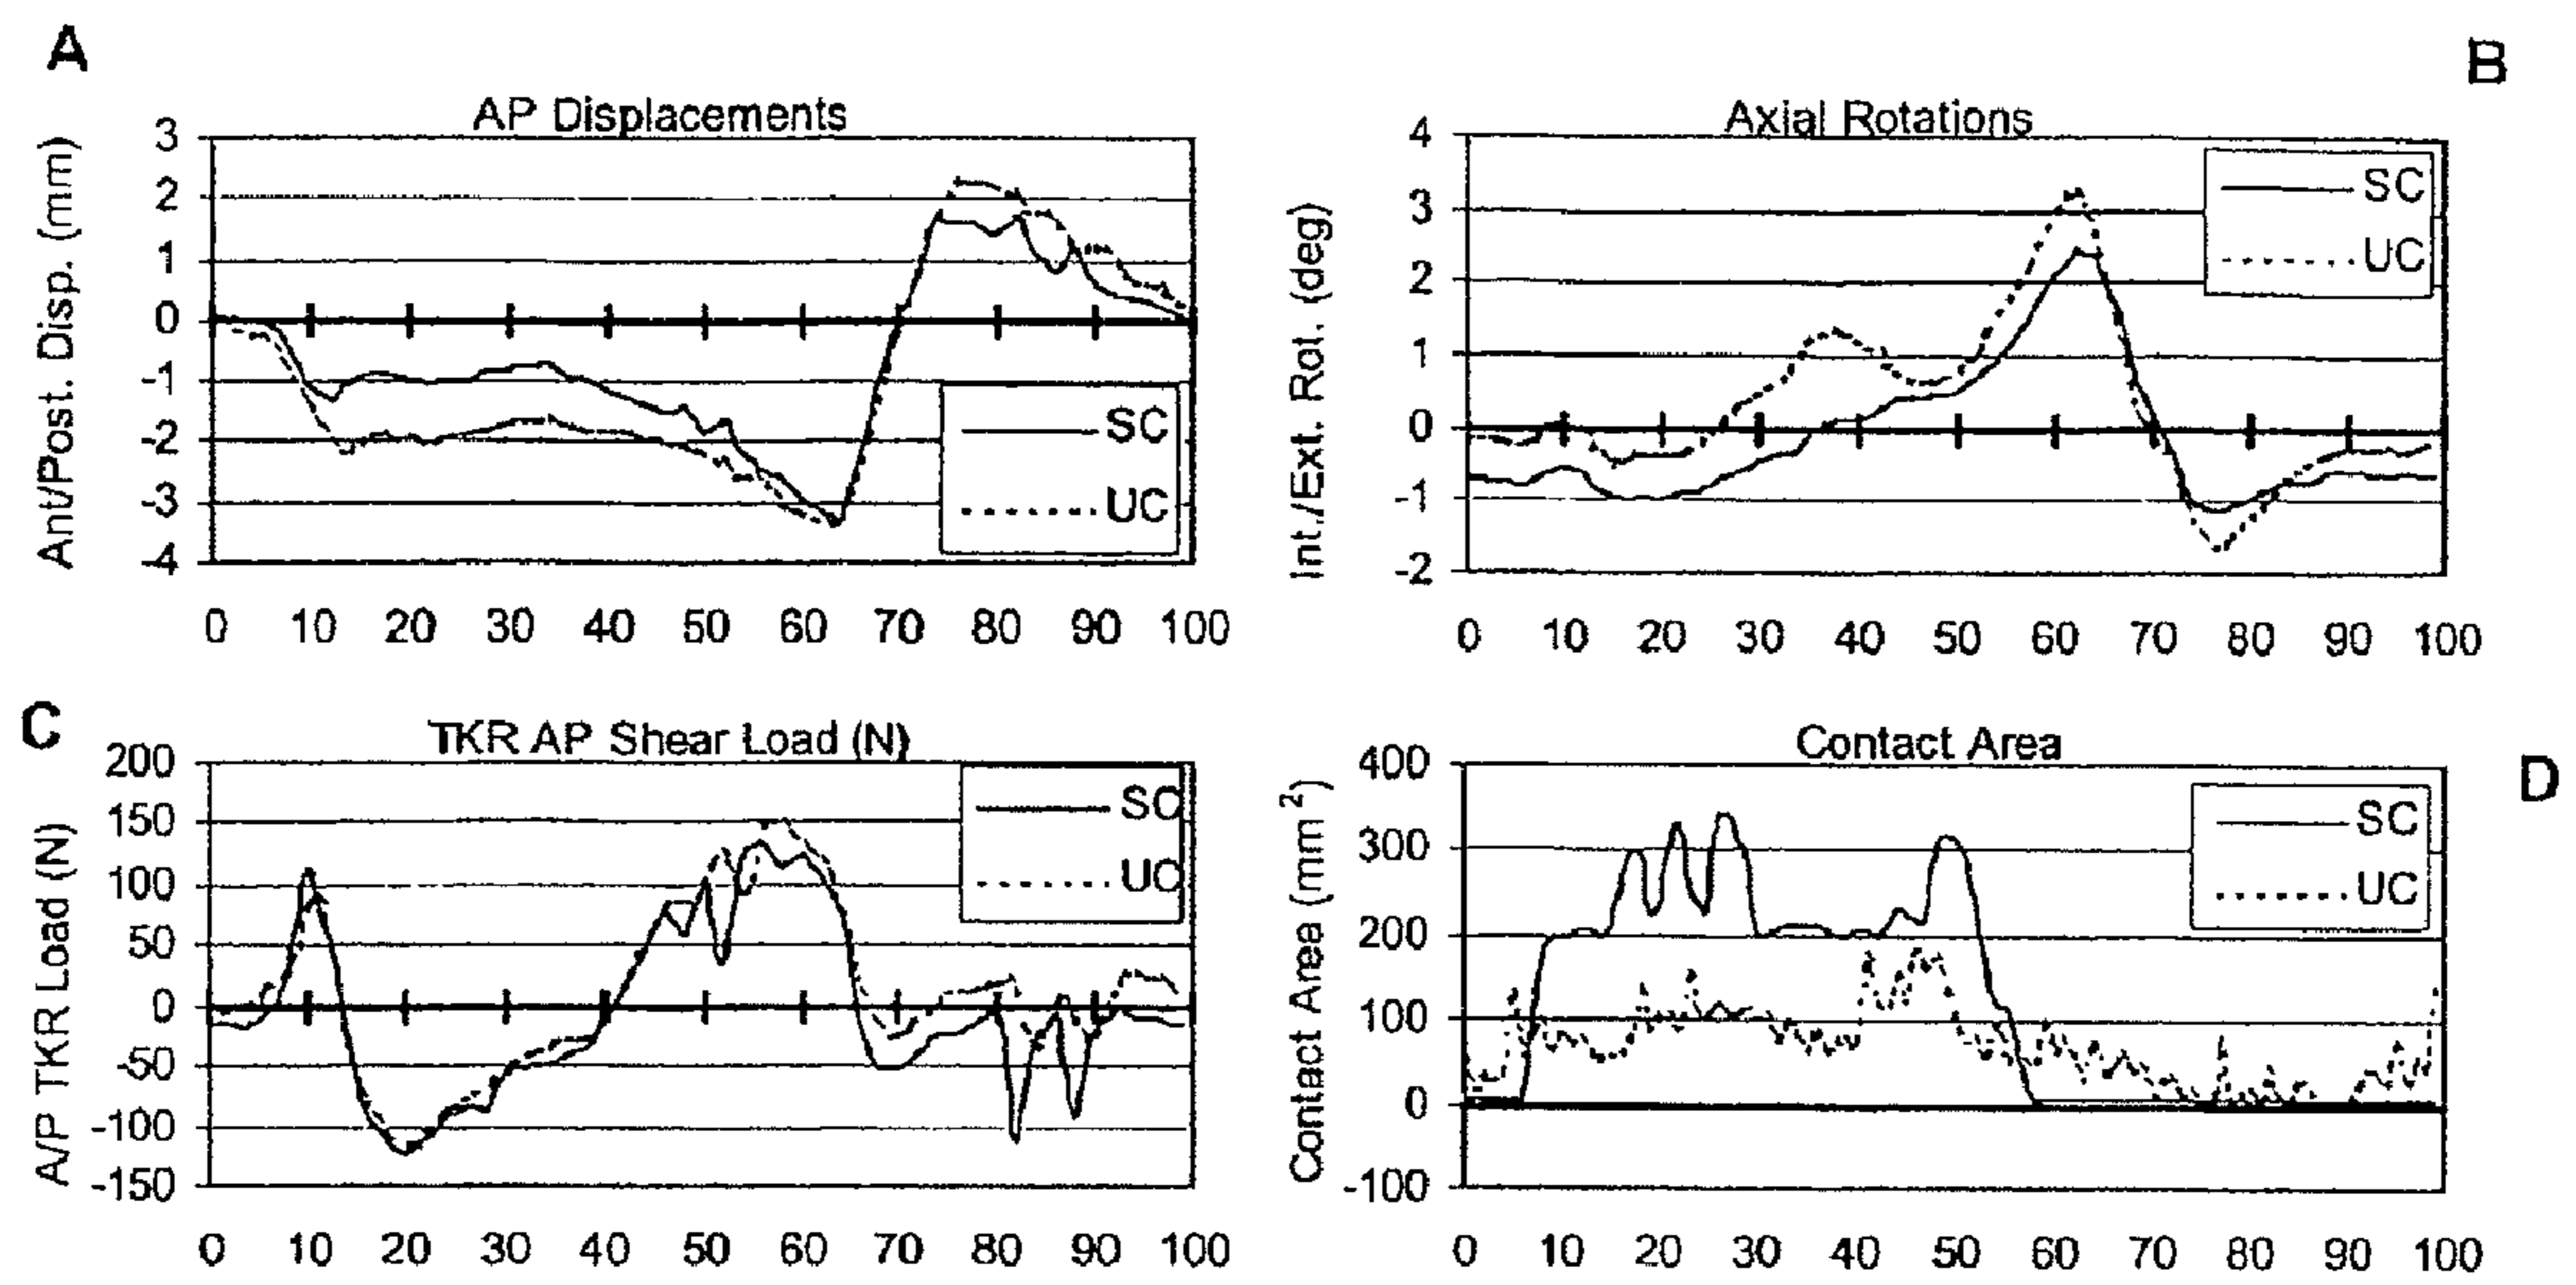 A
AP Displacements
Ant/Post. Disp. (mm)
3
2
1
0
-1
-2
-3
-4
SC
UC
0 10 20 30 40 50 60 70 80 90 100
B
Axial Rotations
Int./Ext. Rot. (deg)
4
3
2
1
0
-1
-2
SC
UC
0 10 20 30 40 50 60 70 80 90 100
C
TKR AP Shear Load (N)
A/P TKR Load (N)
200
150
100
50
0
-50
-100
-150
SC
UC
0 10 20 30 40 50 60 70 80 90 100
Contact Area
D
Contact Area (mm²)
400
300
200
100
0
-100
SC
UC
0 10 20 30 40 50 60 70 80 90 100